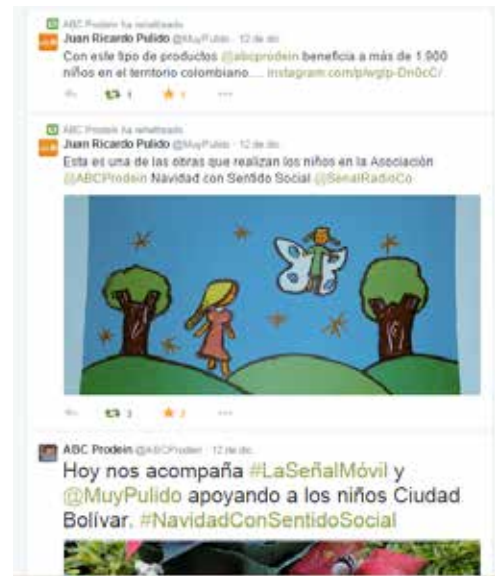 ABC Prodein ha retwitteado
Juan Ricardo Pulido @MuyPulido · 12 de dic.
Con este tipo de productos @abcprodein beneficia a más de 1.900
niños en el territorio colombiano....
1
ABC Prodein ha retwitteado
Juan Ricardo Pulido @MuyPulido · 12 de dic.
Esta es una de las obras que realizan los niños en la Asociación
@ABCProdein Navidad con Sentido Social @SenalRadioCo
ABC Prodein @ABCProdein · 12 de dic.
Hoy nos acompaña #LaSeñalMóvil y
@MuyPulido apoyando a los niños Ciudad
Bolívar. #NavidadConSentidoSocial